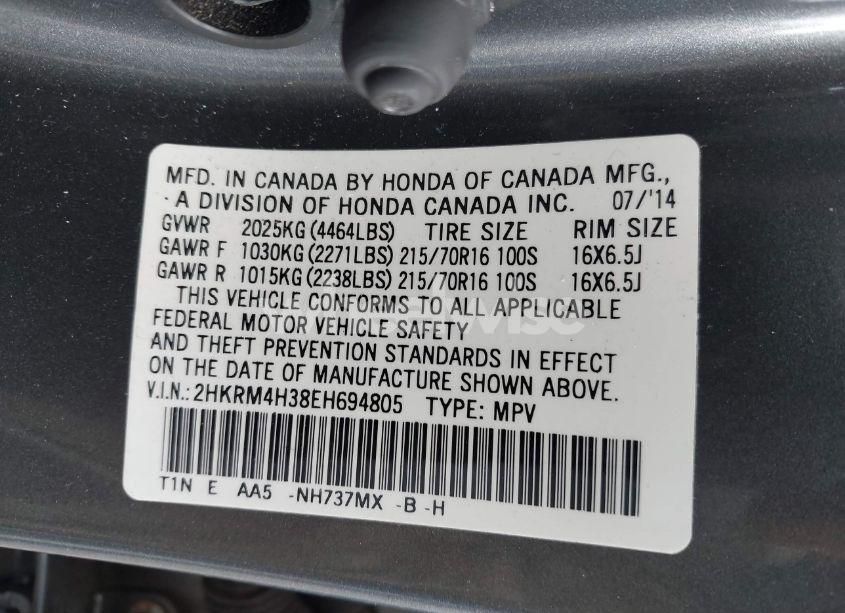 MFD. IN CANADA BY HONDA OF CANADA MFG.,
A DIVISION OF HONDA CANADA INC. 07/'14
GVWR 2025KG (4464LBS) TIRE SIZE RIM SIZE
GAWR F 1030KG (2271LBS) 215/70R16 100S 16X6.5J
GAWR R 1015KG (2238LBS) 215/70R16 100S 16X6.5J
THIS VEHICLE CONFORMS TO ALL APPLICABLE
FEDERAL MOTOR VEHICLE SAFETY
AND THEFT PREVENTION STANDARDS IN EFFECT
ON THE DATE OF MANUFACTURE SHOWN ABOVE.
V.I.N.: 2HKRM4H38EH694805 TYPE: MPV
T1N E AA5 -NH737MX -B -H